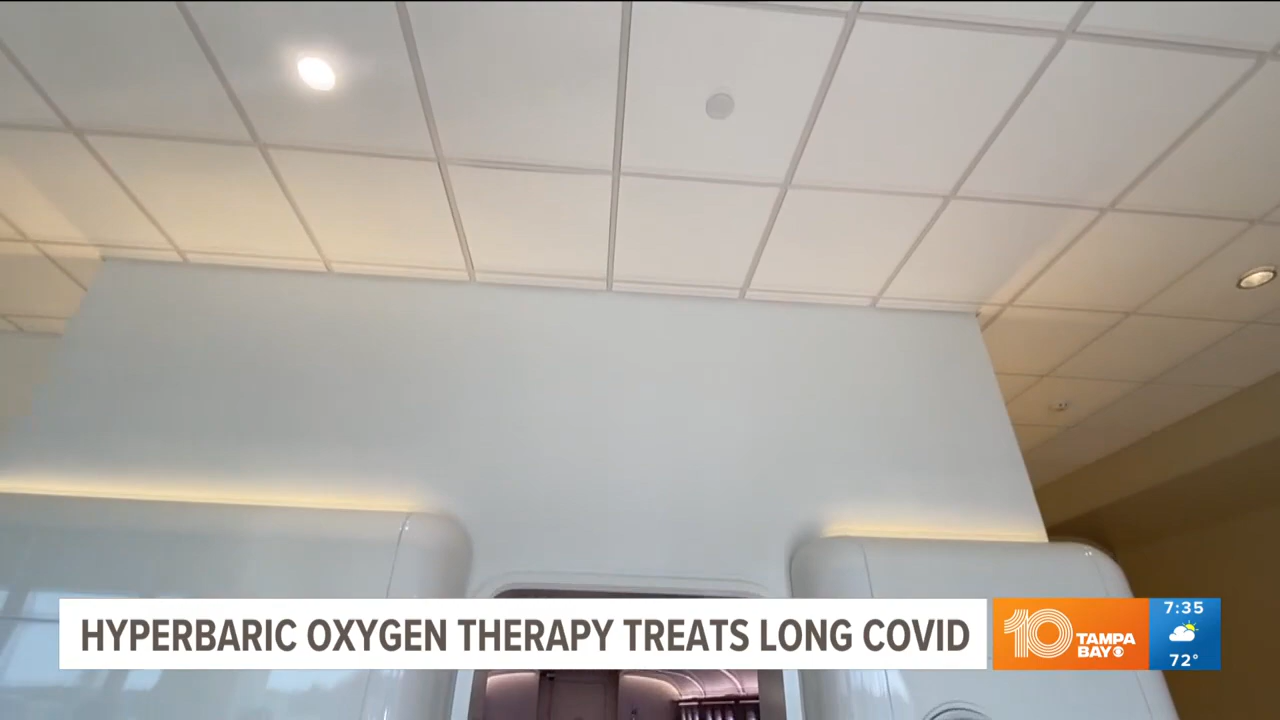 HYPERBARIC OXYGEN THERAPY TREATS LONG COVID
10 TAMPA BAY
7:35
72°